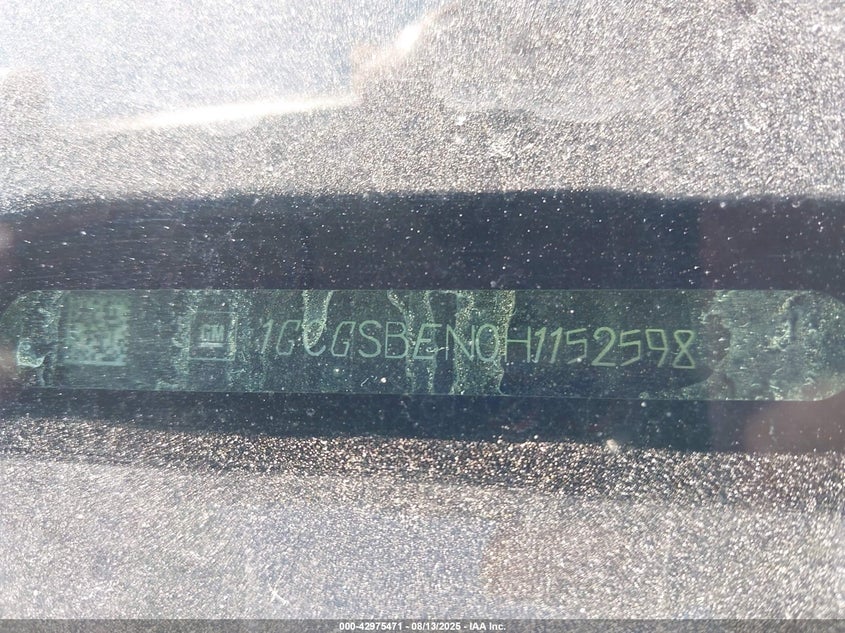 GM 1GCGSBEN0H1152598
000-42975471 - 08/13/2025 - IAA Inc.